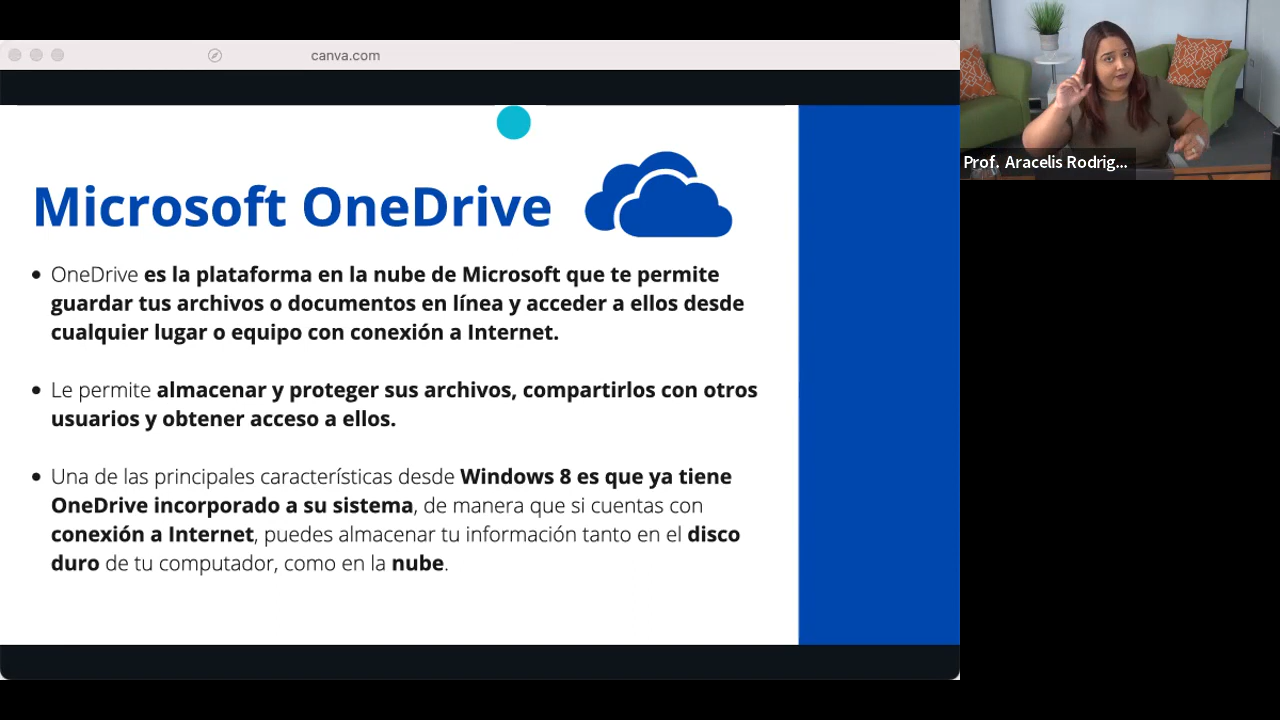 canva.com
Prof. Aracelis Rodrig...
Microsoft OneDrive
OneDrive es la plataforma en la nube de Microsoft que te permite
guardar tus archivos o documentos en línea y acceder a ellos desde
cualquier lugar o equipo con conexión a Internet.
Le permite almacenar y proteger sus archivos, compartirlos con otros
usuarios y obtener acceso a ellos.
Una de las principales características desde Windows 8 es que ya tiene
OneDrive incorporado a su sistema, de manera que si cuentas con
conexión a Internet, puedes almacenar tu información tanto en el disco
duro de tu computador, como en la nube.